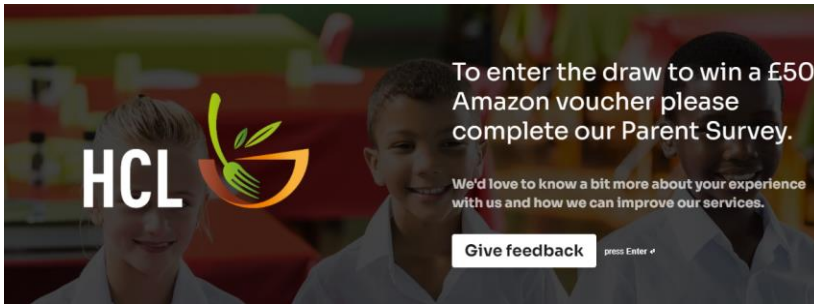 HCL
To enter the draw to win a £50
Amazon voucher please
complete our Parent Survey.
We'd love to know a bit more about your experience
with us and how we can improve our services.
Give feedback
press Enter ↵